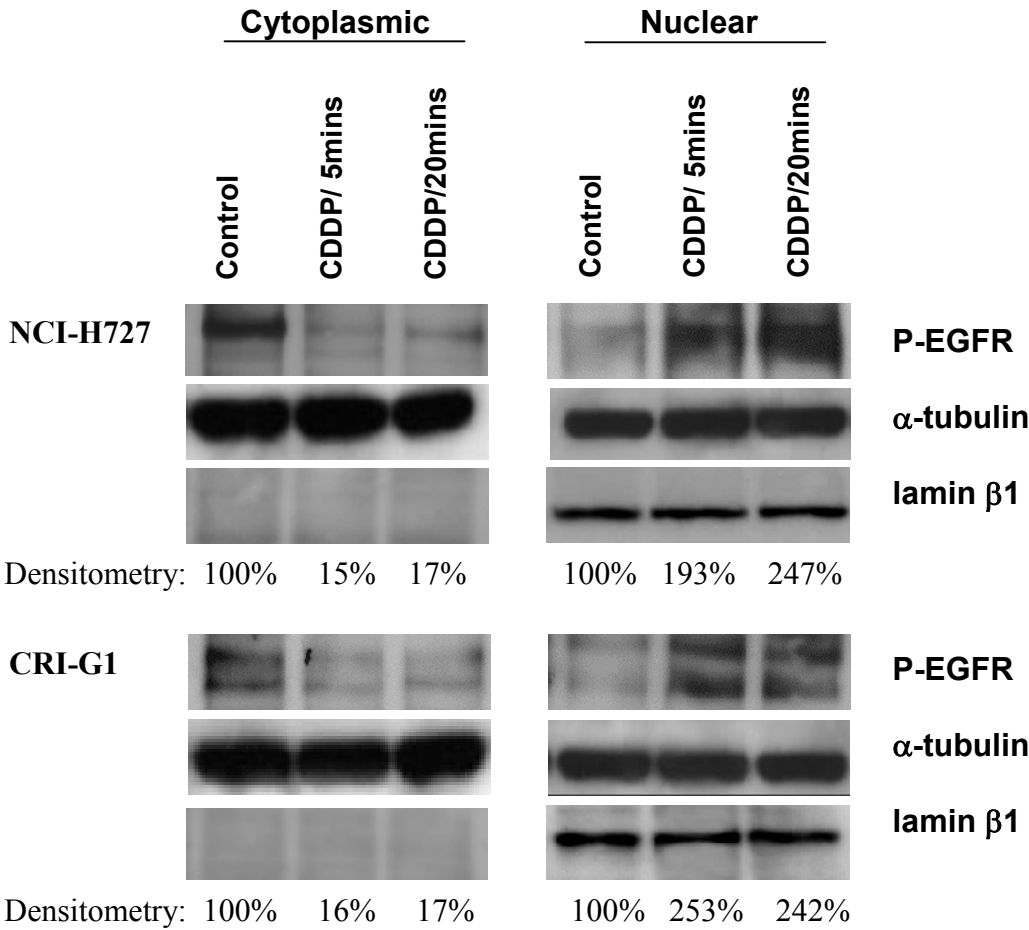 Cytoplasmic
Nuclear
Control
CDDP/ 5mins
CDDP/20mins
Control
CDDP/ 5mins
CDDP/20mins
NCI-H727
P-EGFR
α-tubulin
lamin β1
Densitometry: 100% 15% 17% 100% 193% 247%
CRI-G1
P-EGFR
α-tubulin
lamin β1
Densitometry: 100% 16% 17% 100% 253% 242%